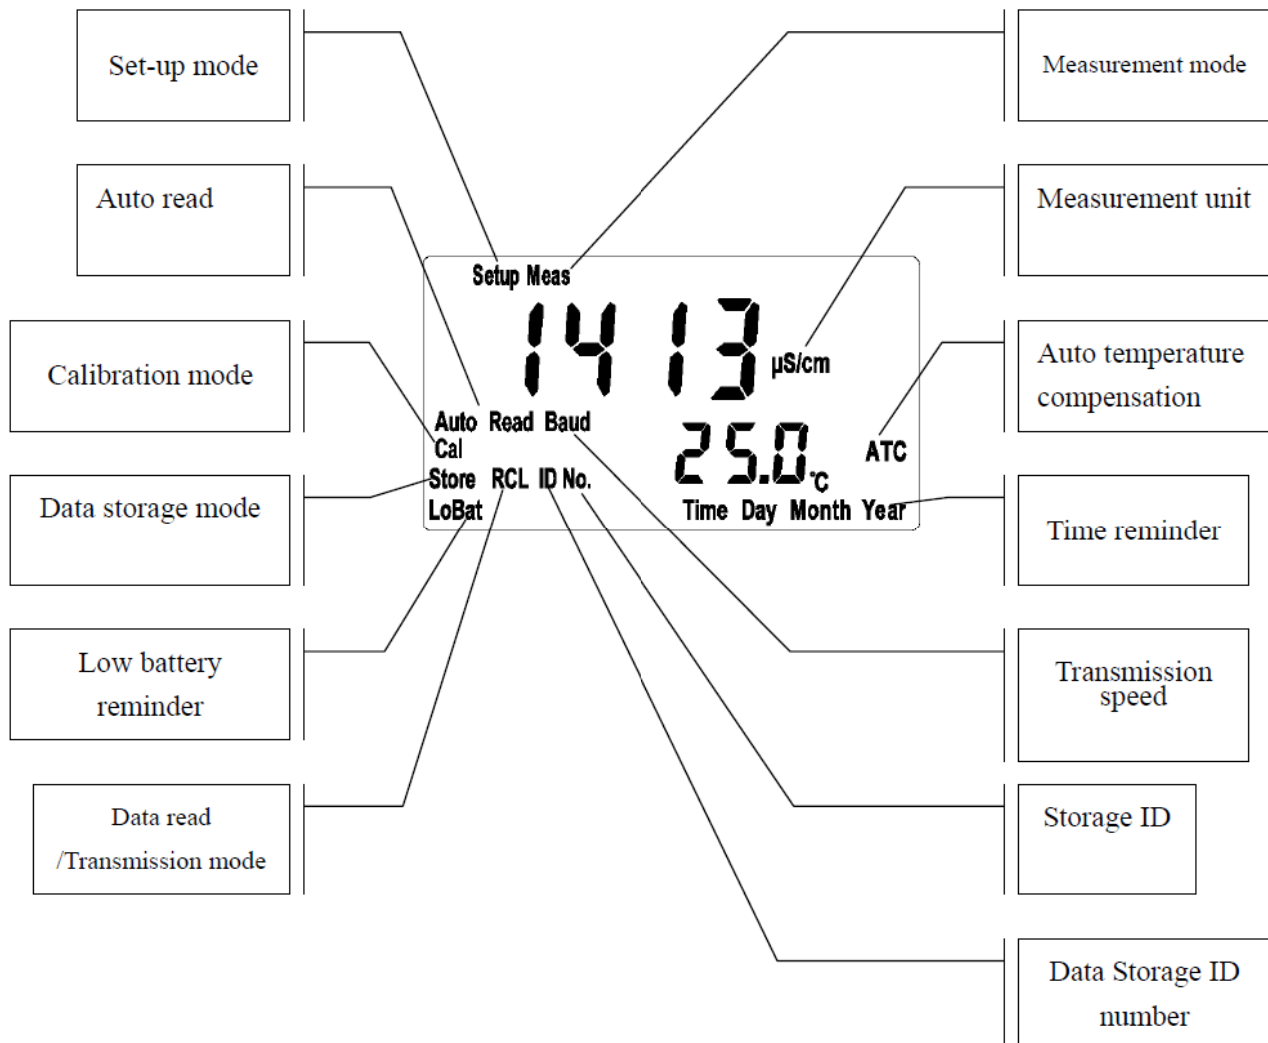 Set-up mode
Measurement mode
Auto read
Measurement unit
Setup Meas
1413 µS/cm
Calibration mode
Auto temperature
compensation
Auto Read Baud
Cal
25.0 °C
ATC
Store RCL ID No.
LoBat
Time Day Month Year
Data storage mode
Time reminder
Low battery
reminder
Transmission
speed
Data read
/Transmission mode
Storage ID
Data Storage ID
number